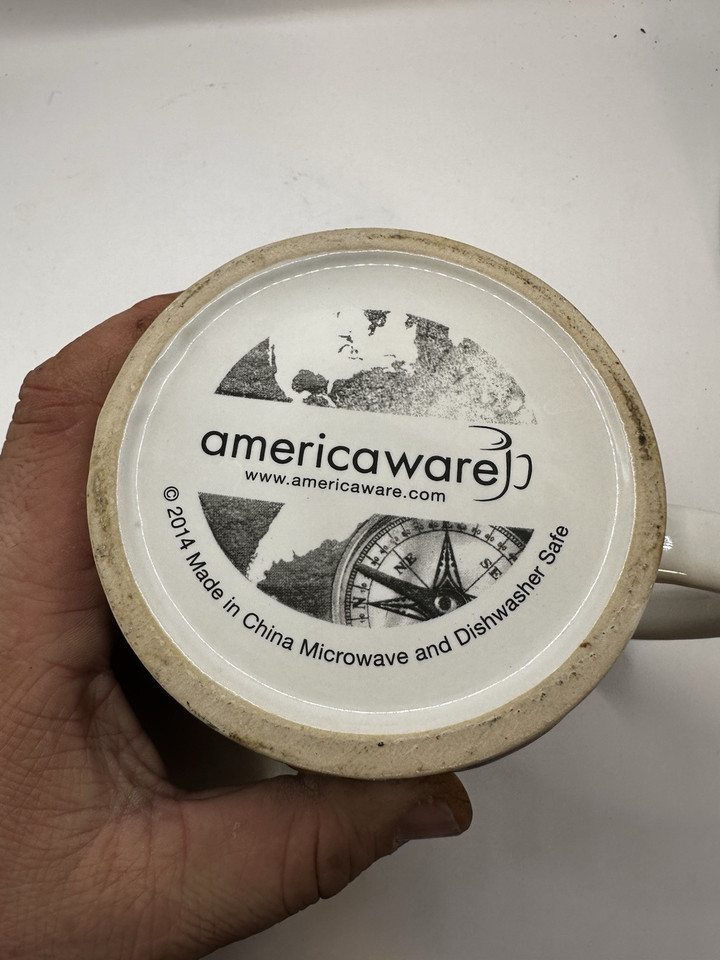 americaware
www.americaware.com
© 2014 Made in China Microwave and Dishwasher Safe
N
NE
SE